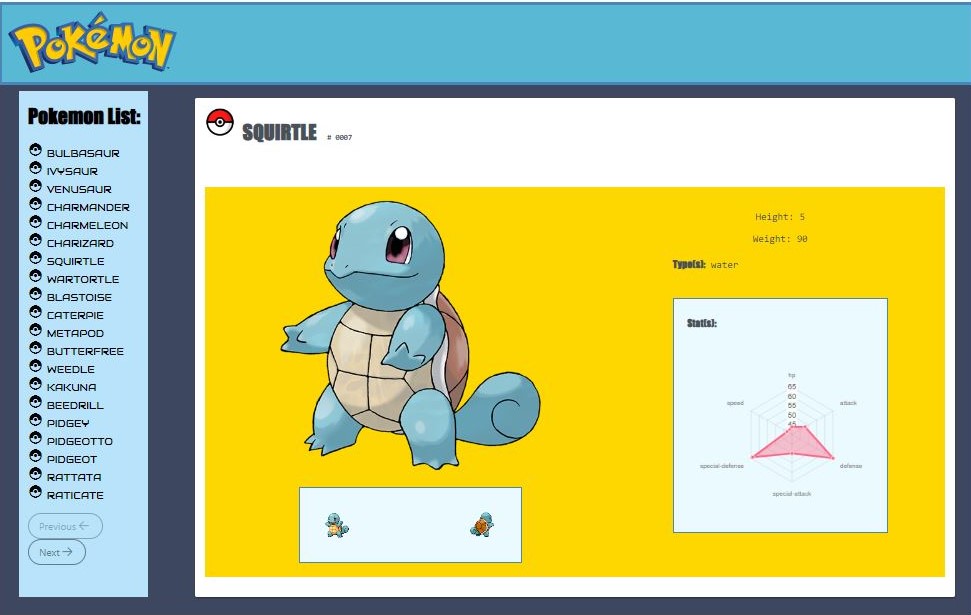 POKéMON
Pokemon List:
BULBASAUR
IVYSAUR
VENUSAUR
CHARMANDER
CHARMELEON
CHARIZARD
SQUIRTLE
WARTORTLE
BLASTOISE
CATERPIE
METAPOD
BUTTERFREE
WEEDLE
KAKUNA
BEEDRILL
PIDGEY
PIDGEOTTO
PIDGEOT
RATTATA
RATICATE
Previous ←
Next →
SQUIRTLE # 0007
Height: 5
Weight: 90
Type(s): water
Stat(s):
hp
65
60
55
50
45
speed
attack
special-defense
defense
special-attack